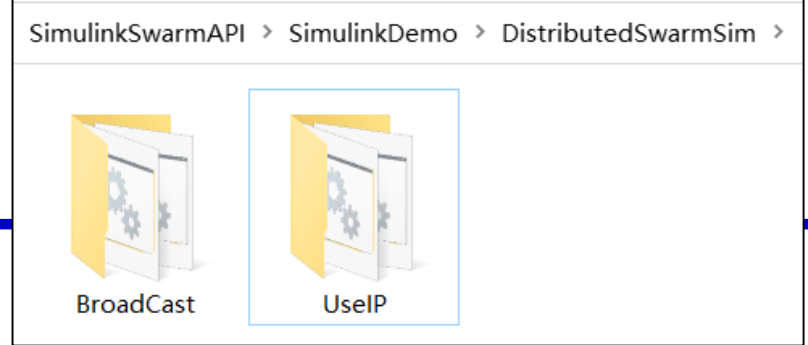 SimulinkSwarmAPI > SimulinkDemo > DistributedSwarmSim >
BroadCast UseIP